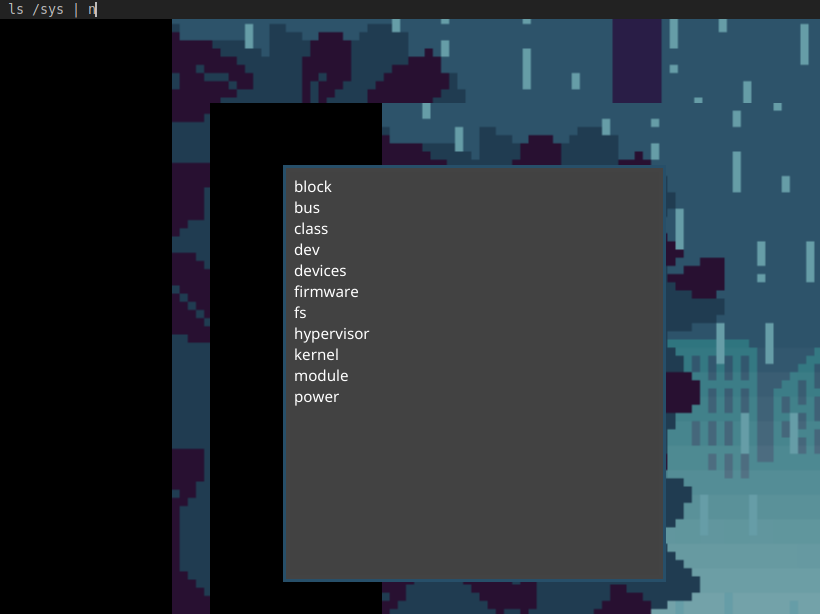 ls /sys | n
block
bus
class
dev
devices
firmware
fs
hypervisor
kernel
module
power